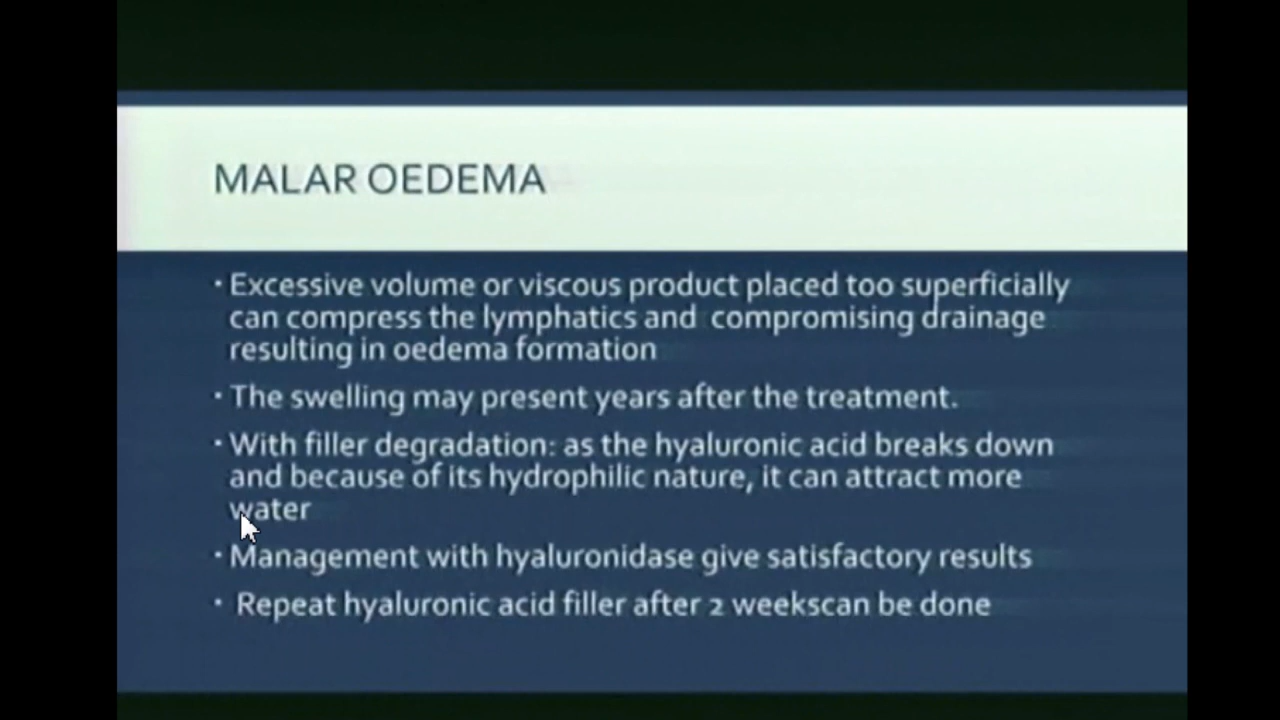 MALAR OEDEMA
· Excessive volume or viscous product placed too superficially
can compress the lymphatics and  compromising drainage
resulting in oedema formation
· The swelling may present years after the treatment.
· With filler degradation: as the hyaluronic acid breaks down
and because of its hydrophilic nature, it can attract more
water
· Management with hyaluronidase give satisfactory results
· Repeat hyaluronic acid filler after 2 weekscan be done